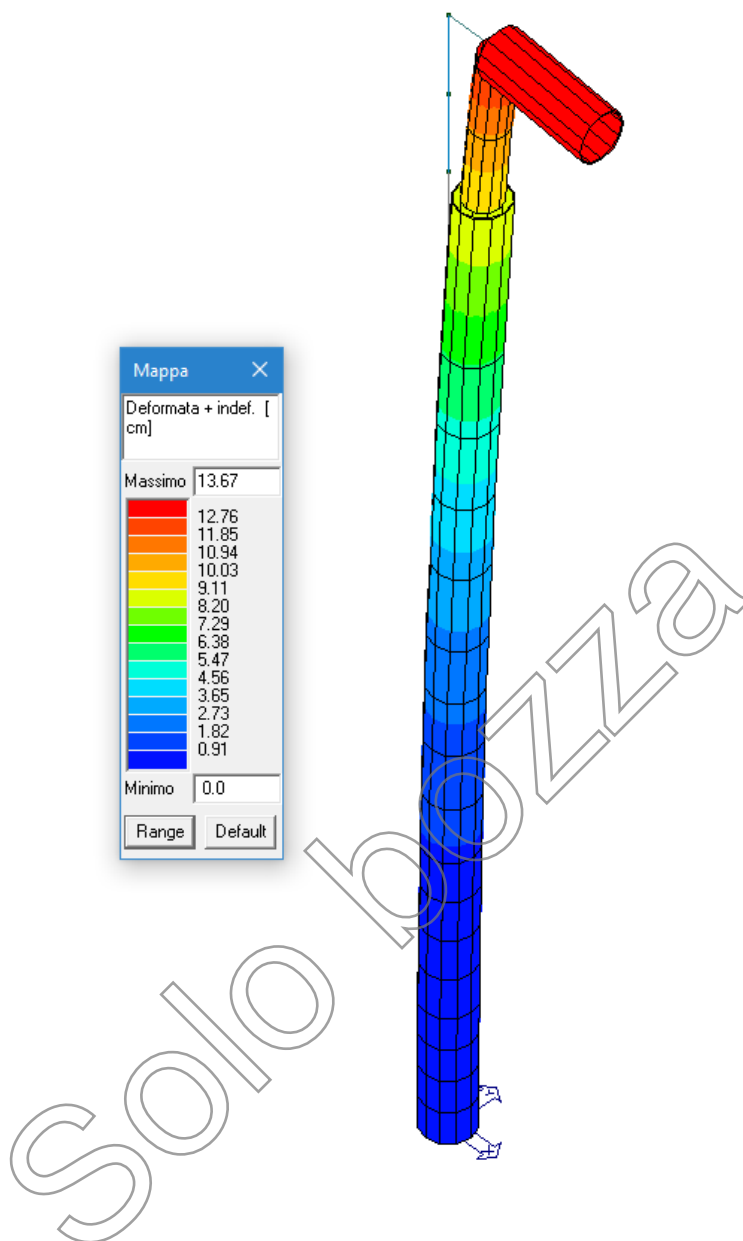 Mappa
Deformata + indef. [
cm]
Massimo 13.67
12.76
11.85
10.94
10.03
9.11
8.20
7.29
6.38
5.47
4.56
3.65
2.73
1.82
0.91
Minimo 0.0
Range Default
Solo bozza